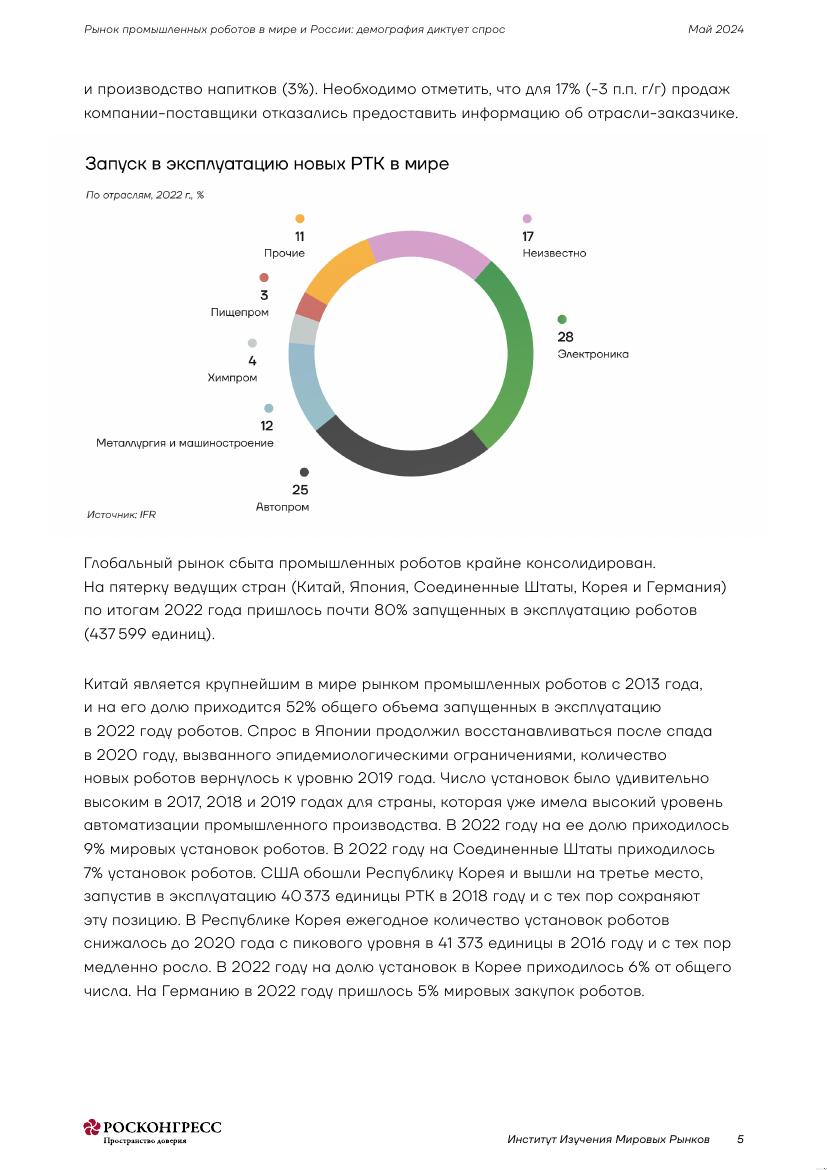 Рынок промышленных роботов в мире и России: демография диктует спрос
Май 2024
и производство напитков (3%). Необходимо отметить, что для 17% (-3 п.п. г/г) продаж
компании-поставщики отказались предоставить информацию об отрасли-заказчике.
Запуск в эксплуатацию новых РТК в мире
По отраслям, 2022 г., %
11
Прочие
17
Неизвестно
3
Пищепром
28
Электроника
4
Химпром
12
Металлургия и машиностроение
25
Автопром
Источник: IFR
Глобальный рынок сбыта промышленных роботов крайне консолидирован.
На пятерку ведущих стран (Китай, Япония, Соединенные Штаты, Корея и Германия)
по итогам 2022 года пришлось почти 80% запущенных в эксплуатацию роботов
(437 599 единиц).
Китай является крупнейшим в мире рынком промышленных роботов с 2013 года,
и на его долю приходится 52% общего объема запущенных в эксплуатацию
в 2022 году роботов. Спрос в Японии продолжил восстанавливаться после спада
в 2020 году, вызванного эпидемиологическими ограничениями, количество
новых роботов вернулось к уровню 2019 года. Число установок было удивительно
высоким в 2017, 2018 и 2019 годах для страны, которая уже имела высокий уровень
автоматизации промышленного производства. В 2022 году на ее долю приходилось
9% мировых установок роботов. В 2022 году на Соединенные Штаты приходилось
7% установок роботов. США обошли Республику Корея и вышли на третье место,
запустив в эксплуатацию 40 373 единицы РТК в 2018 году и с тех пор сохраняют
эту позицию. В Республике Корея ежегодное количество установок роботов
снижалось до 2020 года с пикового уровня в 41 373 единицы в 2016 году и с тех пор
медленно росло. В 2022 году на долю установок в Корее приходилось 6% от общего
числа. На Германию в 2022 году пришлось 5% мировых закупок роботов.
РОСКОНГРЕСС
Пространство доверия
Институт Изучения Мировых Рынков
5